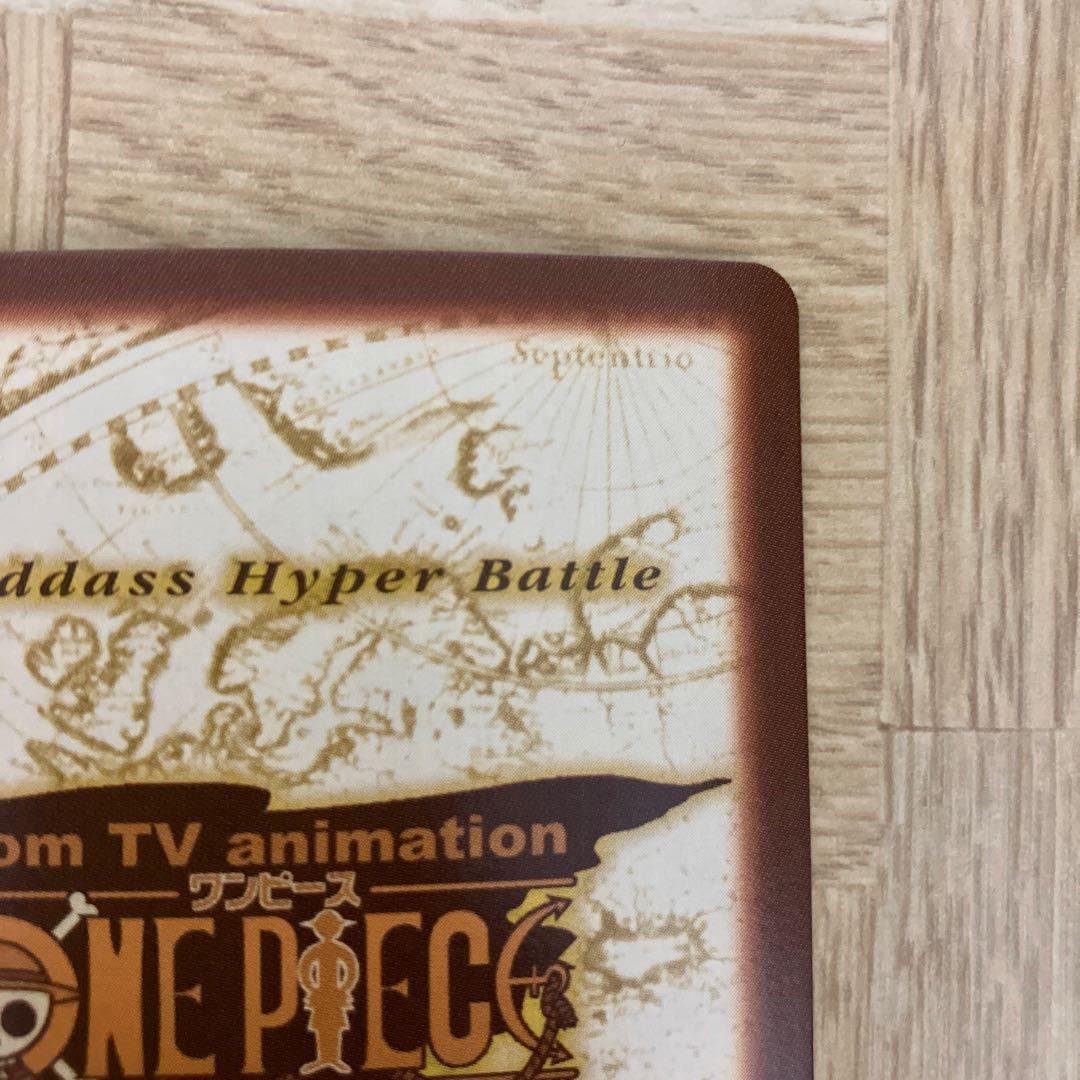 Septentrio
ddass Hyper Battle
om TV animation
ワンピース
ONE PIECE